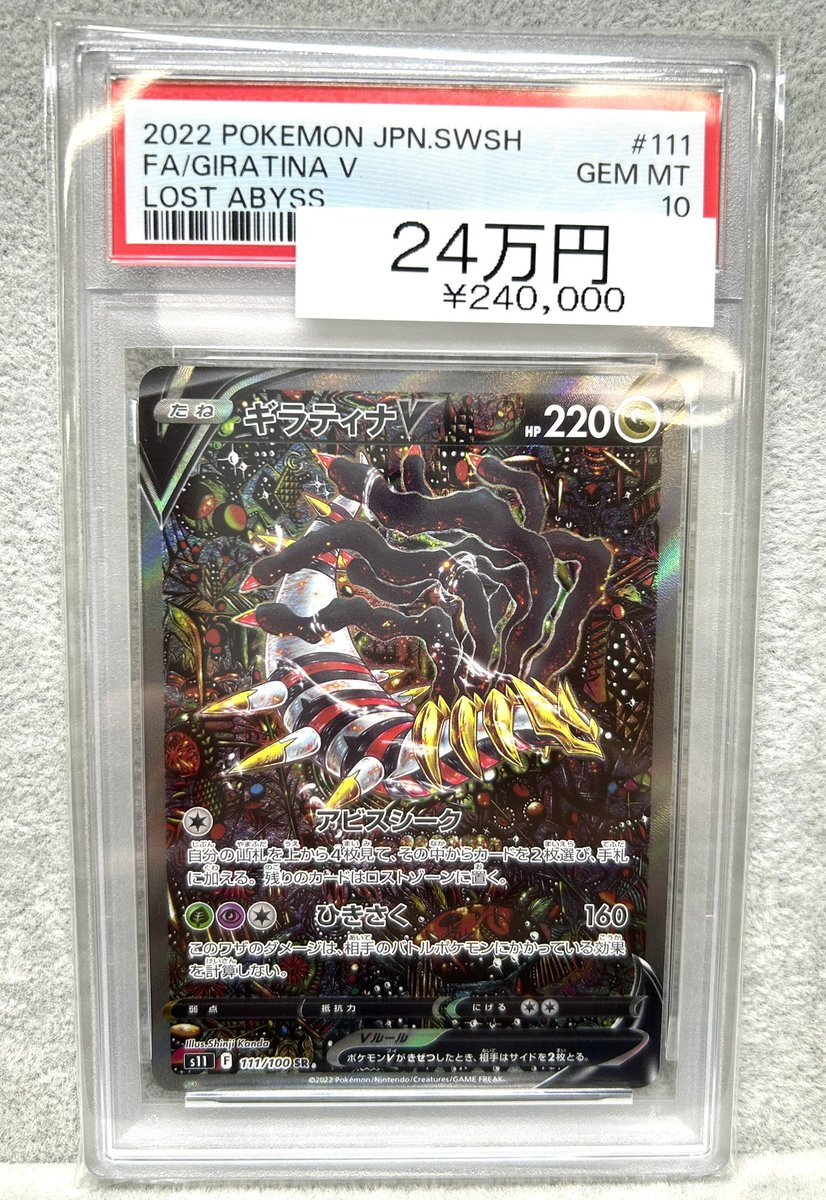 2022 POKEMON JPN.SWSH #111
FA/GIRATINA V GEM MT
LOST ABYSS 10
24万円
¥240,000
たね ギラティナV HP 220
アビスシーク
自分の山札を上から4枚見て、その中からカードを2枚選び、手札
に加える。残りのカードはロストゾーンに置く。
ひきさく 160
このワザのダメージは、相手のバトルポケモンにかかっている効果
を計算しない。
弱点 抵抗力 にげる
Illus.Shinji Kanda
Vルール
ポケモンVがきぜつしたとき、相手はサイドを2枚とる。
s11 F 111/100 SR
©2022 Pokémon/Nintendo/Creatures/GAME FREAK.